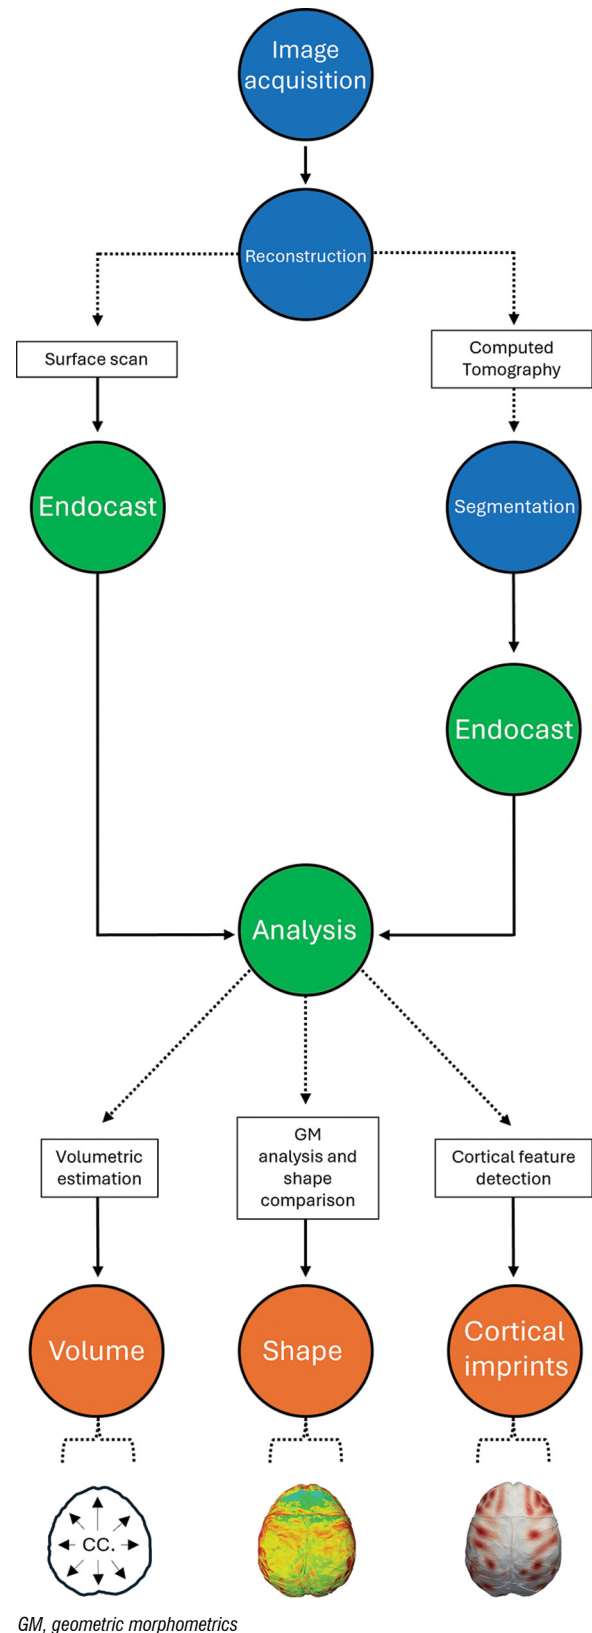 Image
acquisition
Reconstruction
Surface scan
Computed
Tomography
Endocast
Segmentation
Endocast
Analysis
Volumetric
estimation
GM
analysis and
shape
comparison
Cortical feature
detection
Volume
Shape
Cortical
imprints
CC.
GM, geometric morphometrics